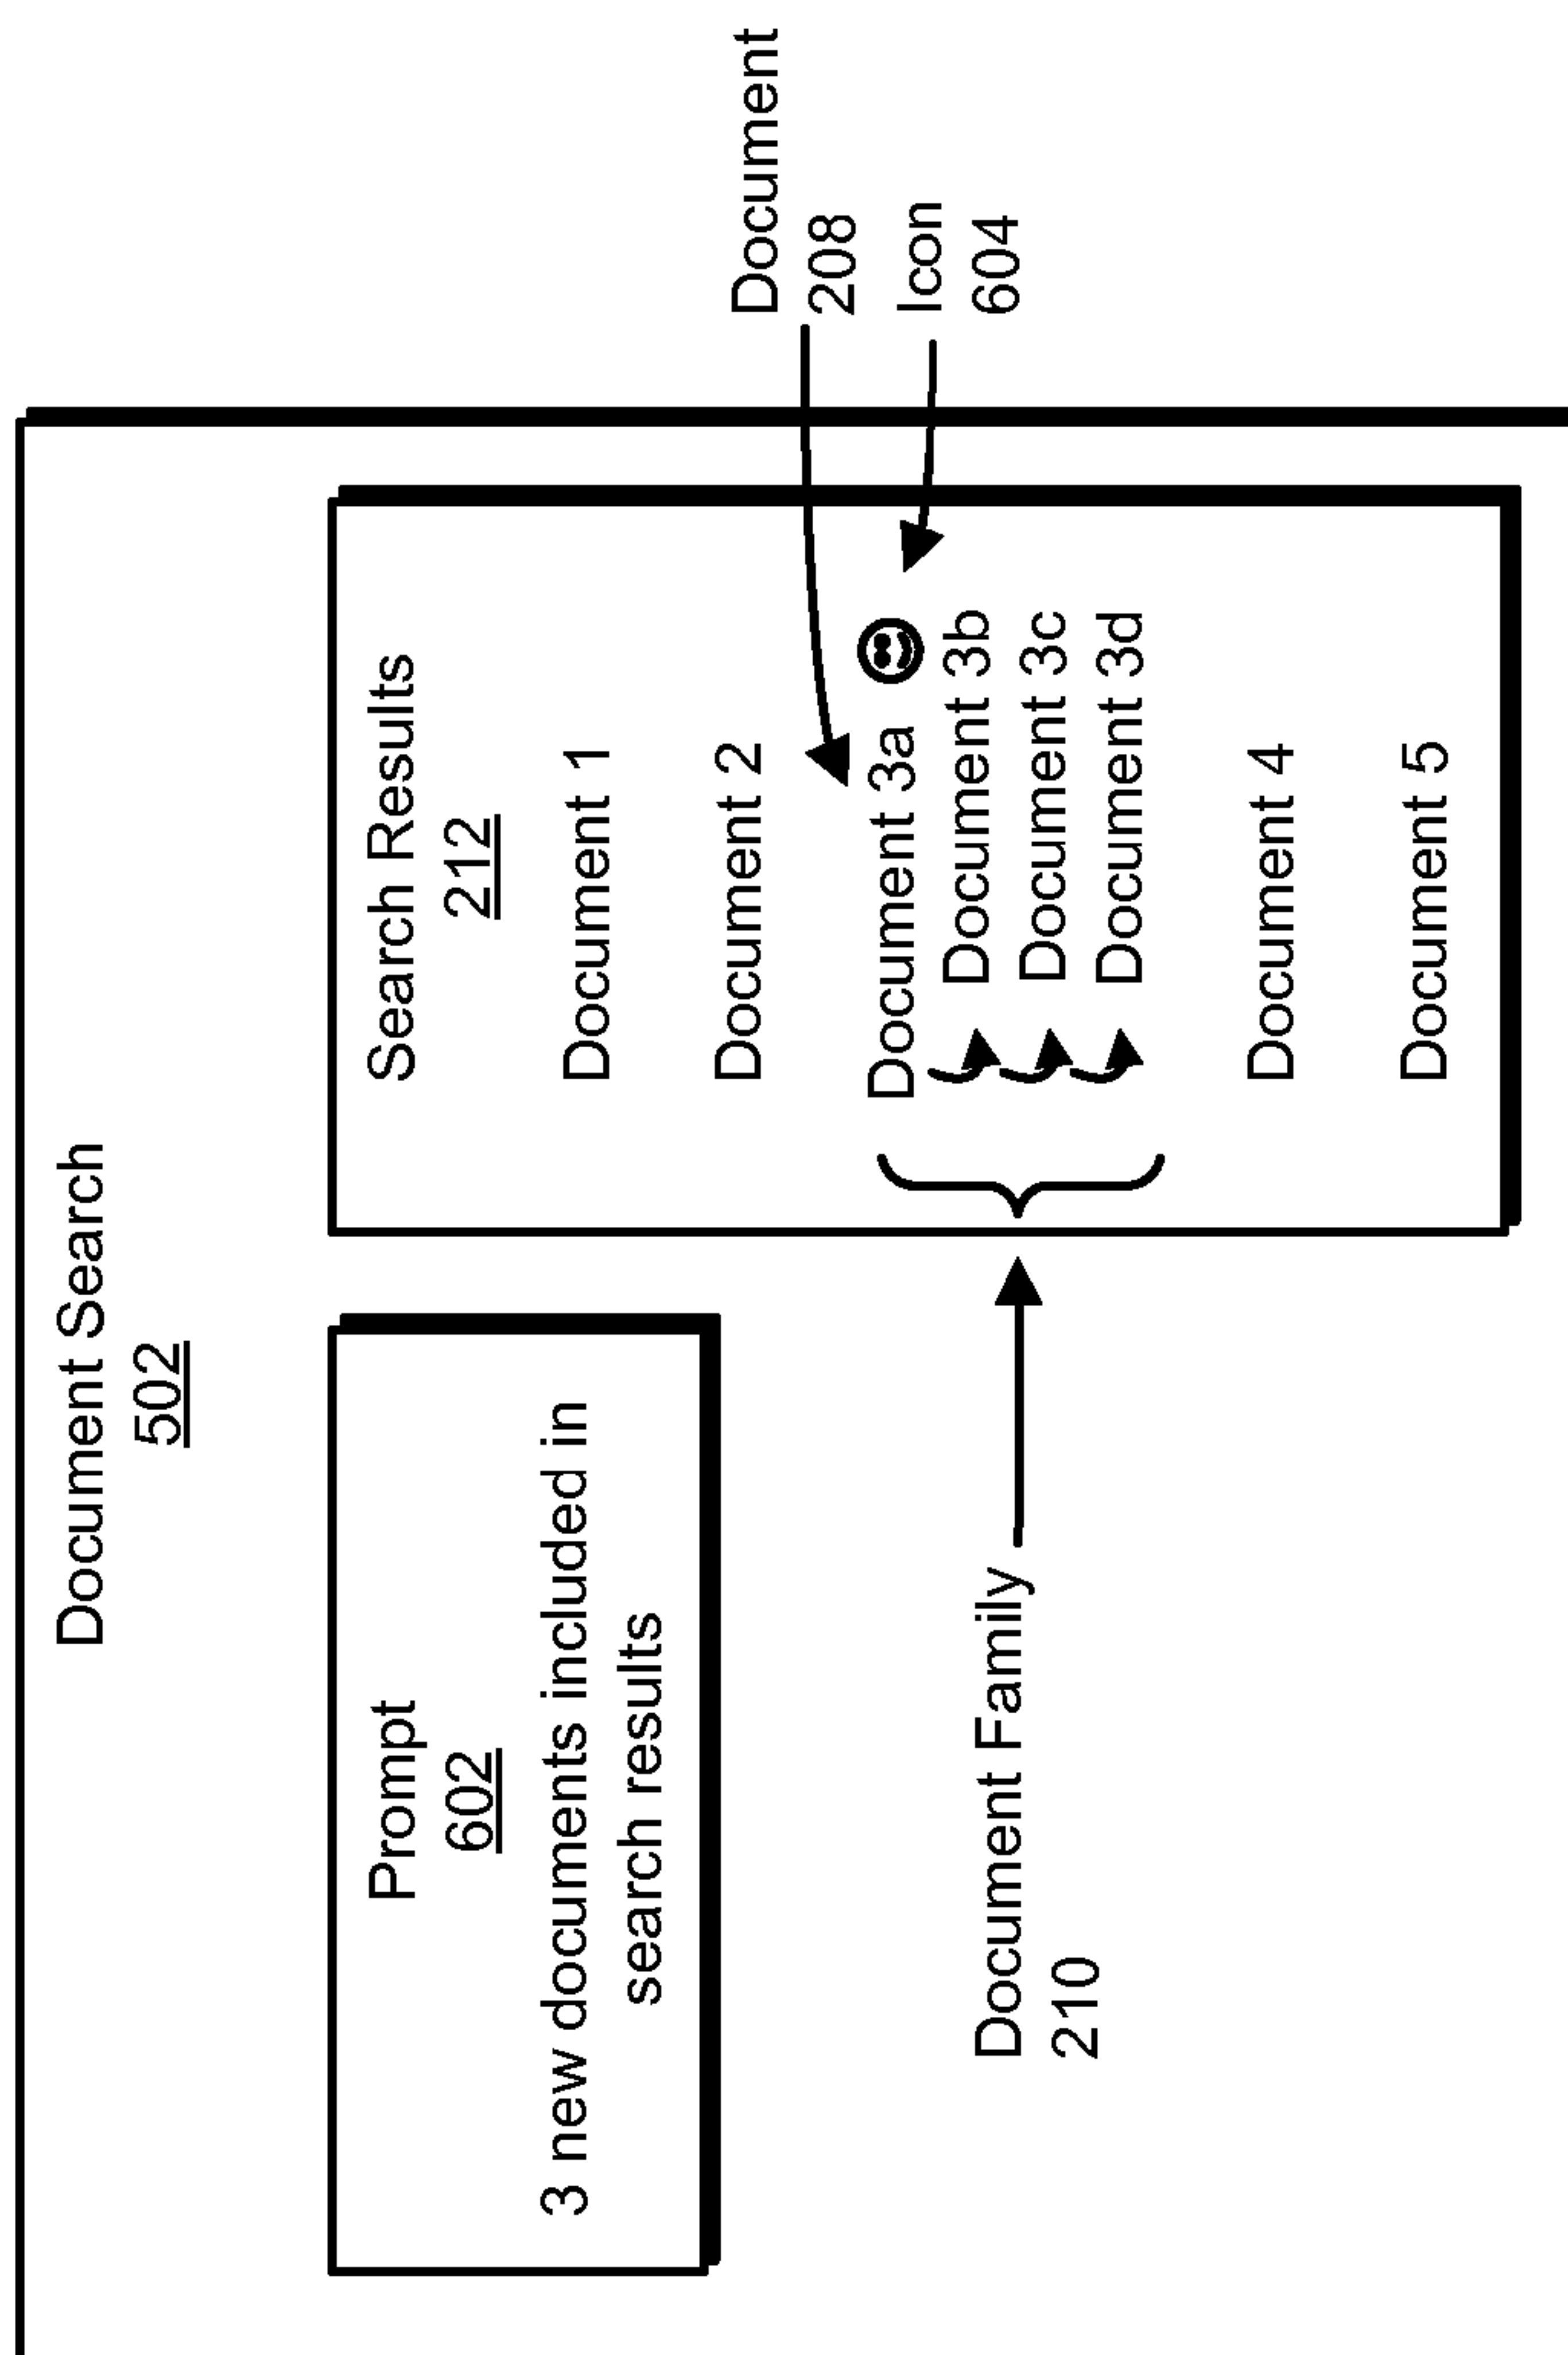 Document Search
502
Prompt
602
3 new documents included in
search results
Search Results
212
Document 1
Document 2
Document 3a
Document 3b
Document 3c
Document 3d
Document 4
Document 5
Document
208
Icon
604
Document Family
210